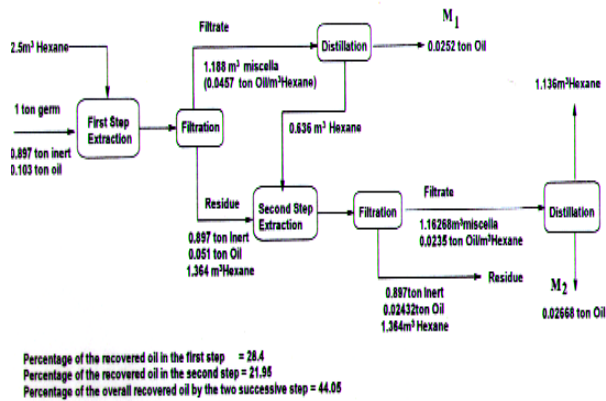 Filtrate
M1
2.5m³ Hexane
Distillation
0.0252 ton Oil
1.188 m³ miscella
(0.0457 ton Oil/m³Hexane)
1.136m³Hexane
1 ton germ
First Step
Extraction
Filtration
0.636 m³ Hexane
0.897 ton inert
0.103 ton oil
Residue
Second Step
Extraction
Filtration
Filtrate
Distillation
0.897 ton Inert
0.051 ton Oil
1.364 m³Hexane
1.16268m³miscella
0.0235 ton Oil/m³Hexane
Residue
M2
0.897ton Inert
0.02432ton Oil
1.364m³ Hexane
0.02668 ton Oil
Percentage of the recovered oil in the first step = 28.4
Percentage of the recovered oil in the second step = 21.95
Percentage of the overall recovered oil by the two successive step = 44.05